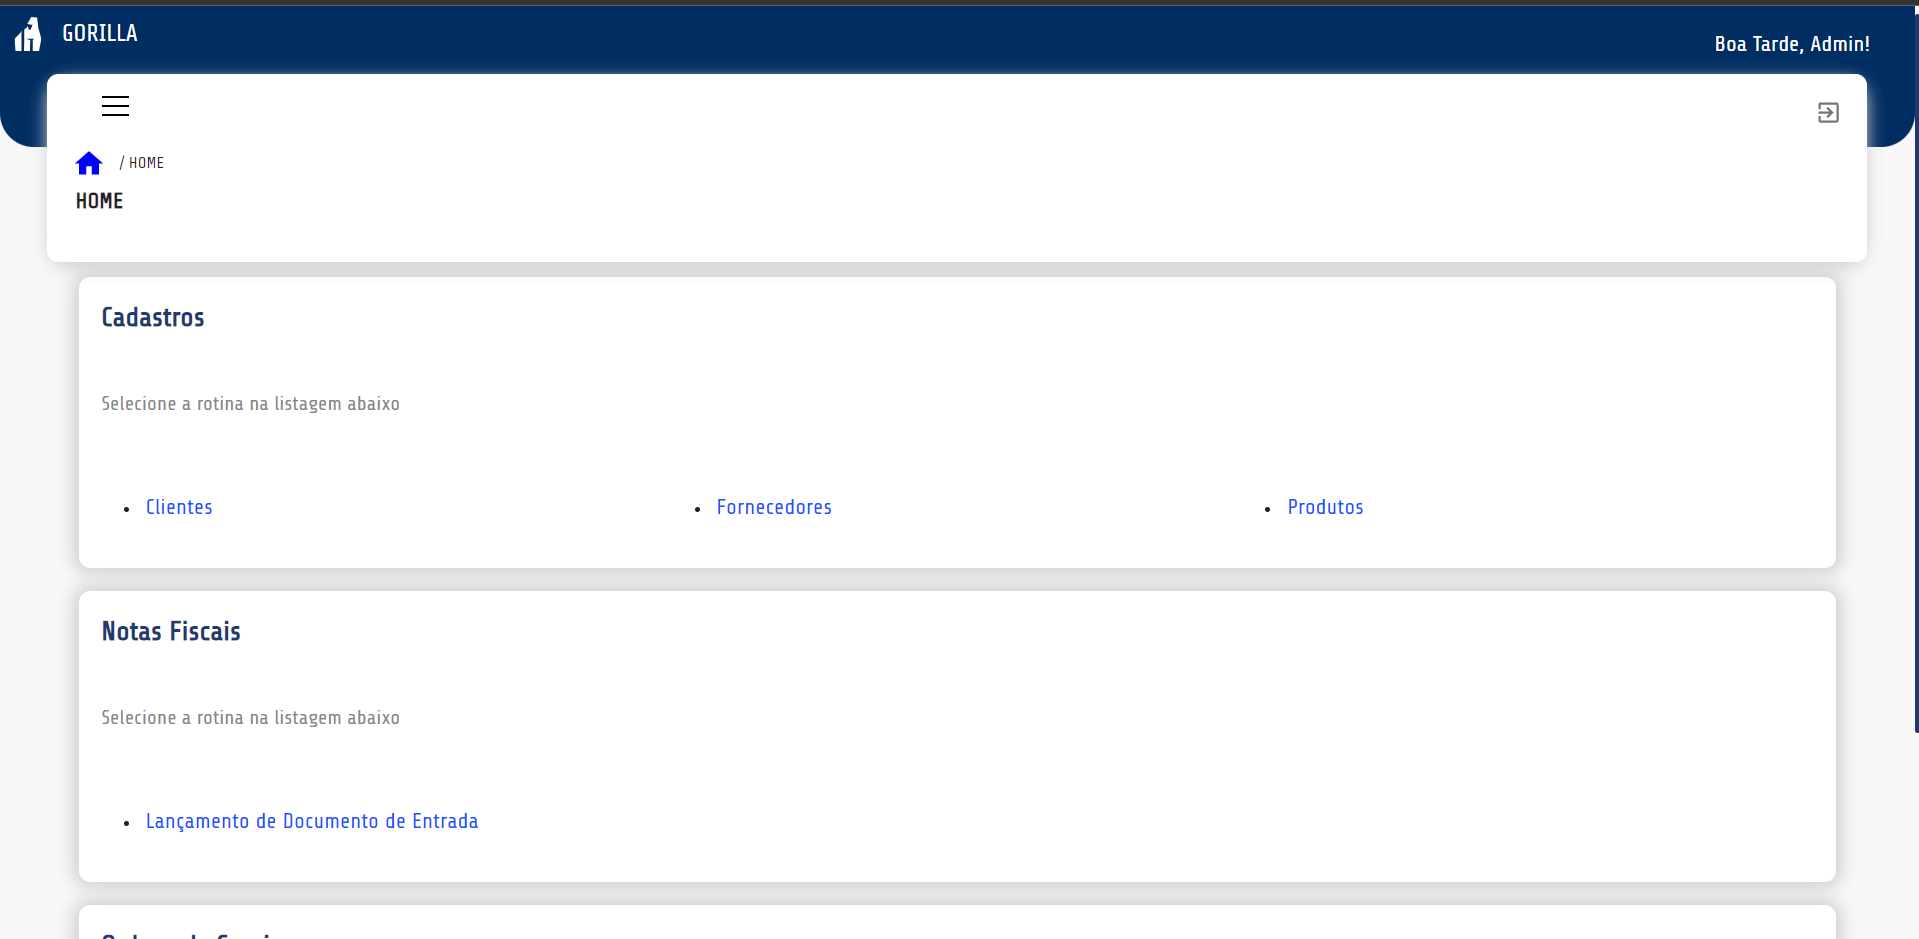 GORILLA
Boa Tarde, Admin!
/ HOME
HOME
Cadastros
Selecione a rotina na listagem abaixo
• Clientes
• Fornecedores
• Produtos
Notas Fiscais
Selecione a rotina na listagem abaixo
• Lançamento de Documento de Entrada